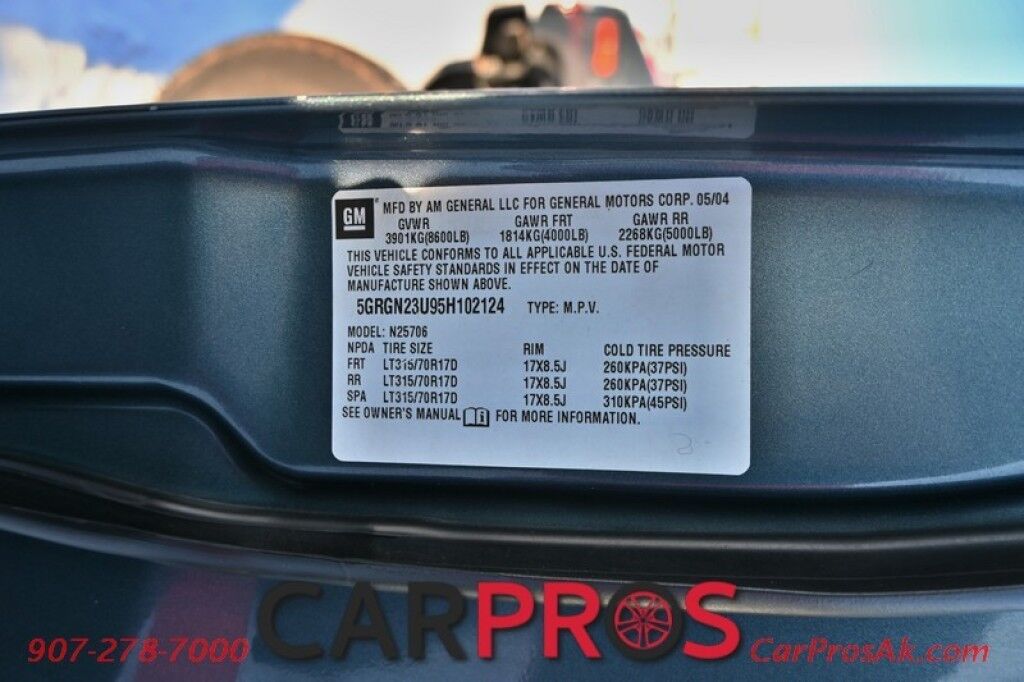 GM
MFD BY AM GENERAL LLC FOR GENERAL MOTORS CORP. 05/04
GVWR GAWR FRT GAWR RR
3901KG(8600LB) 1814KG(4000LB) 2268KG(5000LB)
THIS VEHICLE CONFORMS TO ALL APPLICABLE U.S. FEDERAL MOTOR
VEHICLE SAFETY STANDARDS IN EFFECT ON THE DATE OF
MANUFACTURE SHOWN ABOVE.
5GRGN23U95H102124 TYPE: M.P.V.
MODEL: N25706
NPDA TIRE SIZE RIM COLD TIRE PRESSURE
FRT LT315/70R17D 17X8.5J 260KPA(37PSI)
RR LT315/70R17D 17X8.5J 260KPA(37PSI)
SPA LT315/70R17D 17X8.5J 310KPA(45PSI)
SEE OWNER'S MANUAL FOR MORE INFORMATION.
CARPROS
907-278-7000 CarProsAk.com